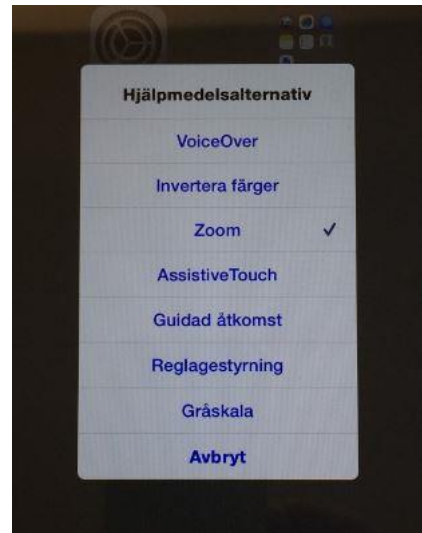 Hjälpmedelsalternativ
VoiceOver
Invertera färger
Zoom ✓
AssistiveTouch
Guidad åtkomst
Reglagestyrning
Gråskala
Avbryt